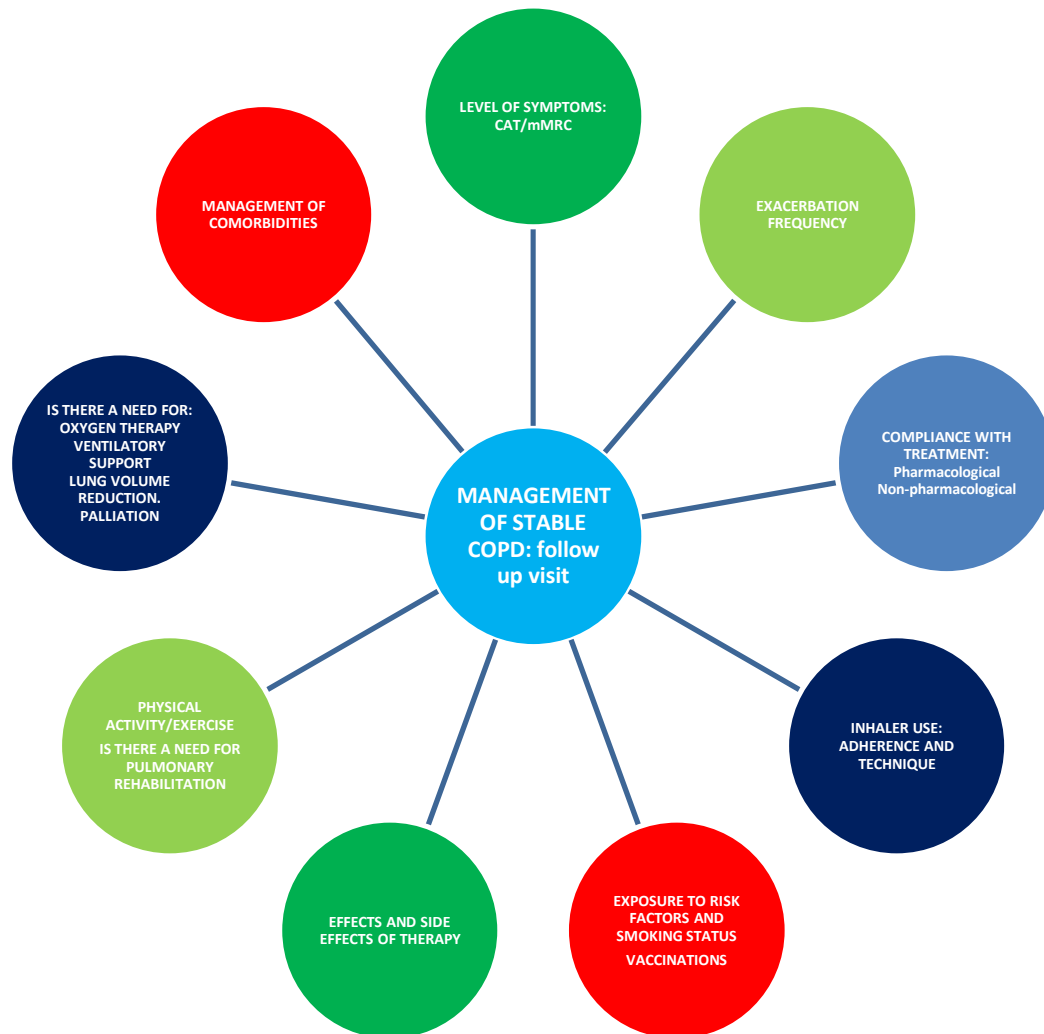 LEVEL OF SYMPTOMS:
CAT/mMRC
EXACERBATION
FREQUENCY
COMPLIANCE WITH
TREATMENT:
Pharmacological
Non-pharmacological
INHALER USE:
ADHERENCE AND
TECHNIQUE
EXPOSURE TO RISK
FACTORS AND
SMOKING STATUS
VACCINATIONS
EFFECTS AND SIDE
EFFECTS OF THERAPY
PHYSICAL
ACTIVITY/EXERCISE
IS THERE A NEED FOR
PULMONARY
REHABILITATION
IS THERE A NEED FOR:
OXYGEN THERAPY
VENTILATORY
SUPPORT
LUNG VOLUME
REDUCTION.
PALLIATION
MANAGEMENT OF
COMORBIDITIES
MANAGEMENT
OF STABLE
COPD: follow
up visit